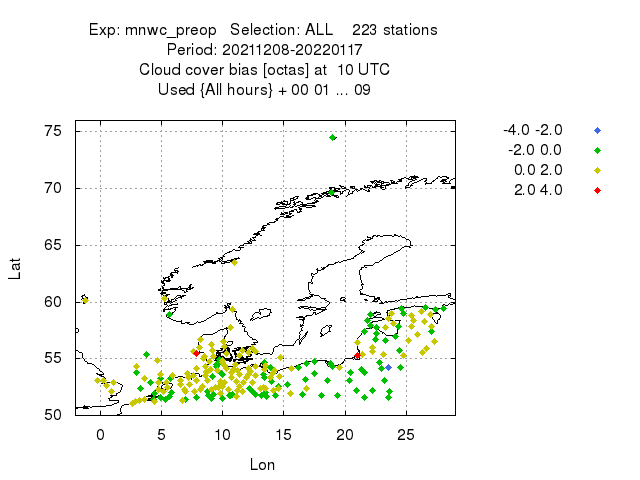 Exp: mnwc_preop Selection: ALL 223 stations
Period: 20211208-20220117
Cloud cover bias [octas] at 10 UTC
Used {All hours} + 00 01 ... 09
-4.0 -2.0
-2.0 0.0
0.0 2.0
2.0 4.0
75
70
65
60
55
50
Lat
0 5 10 15 20 25
Lon